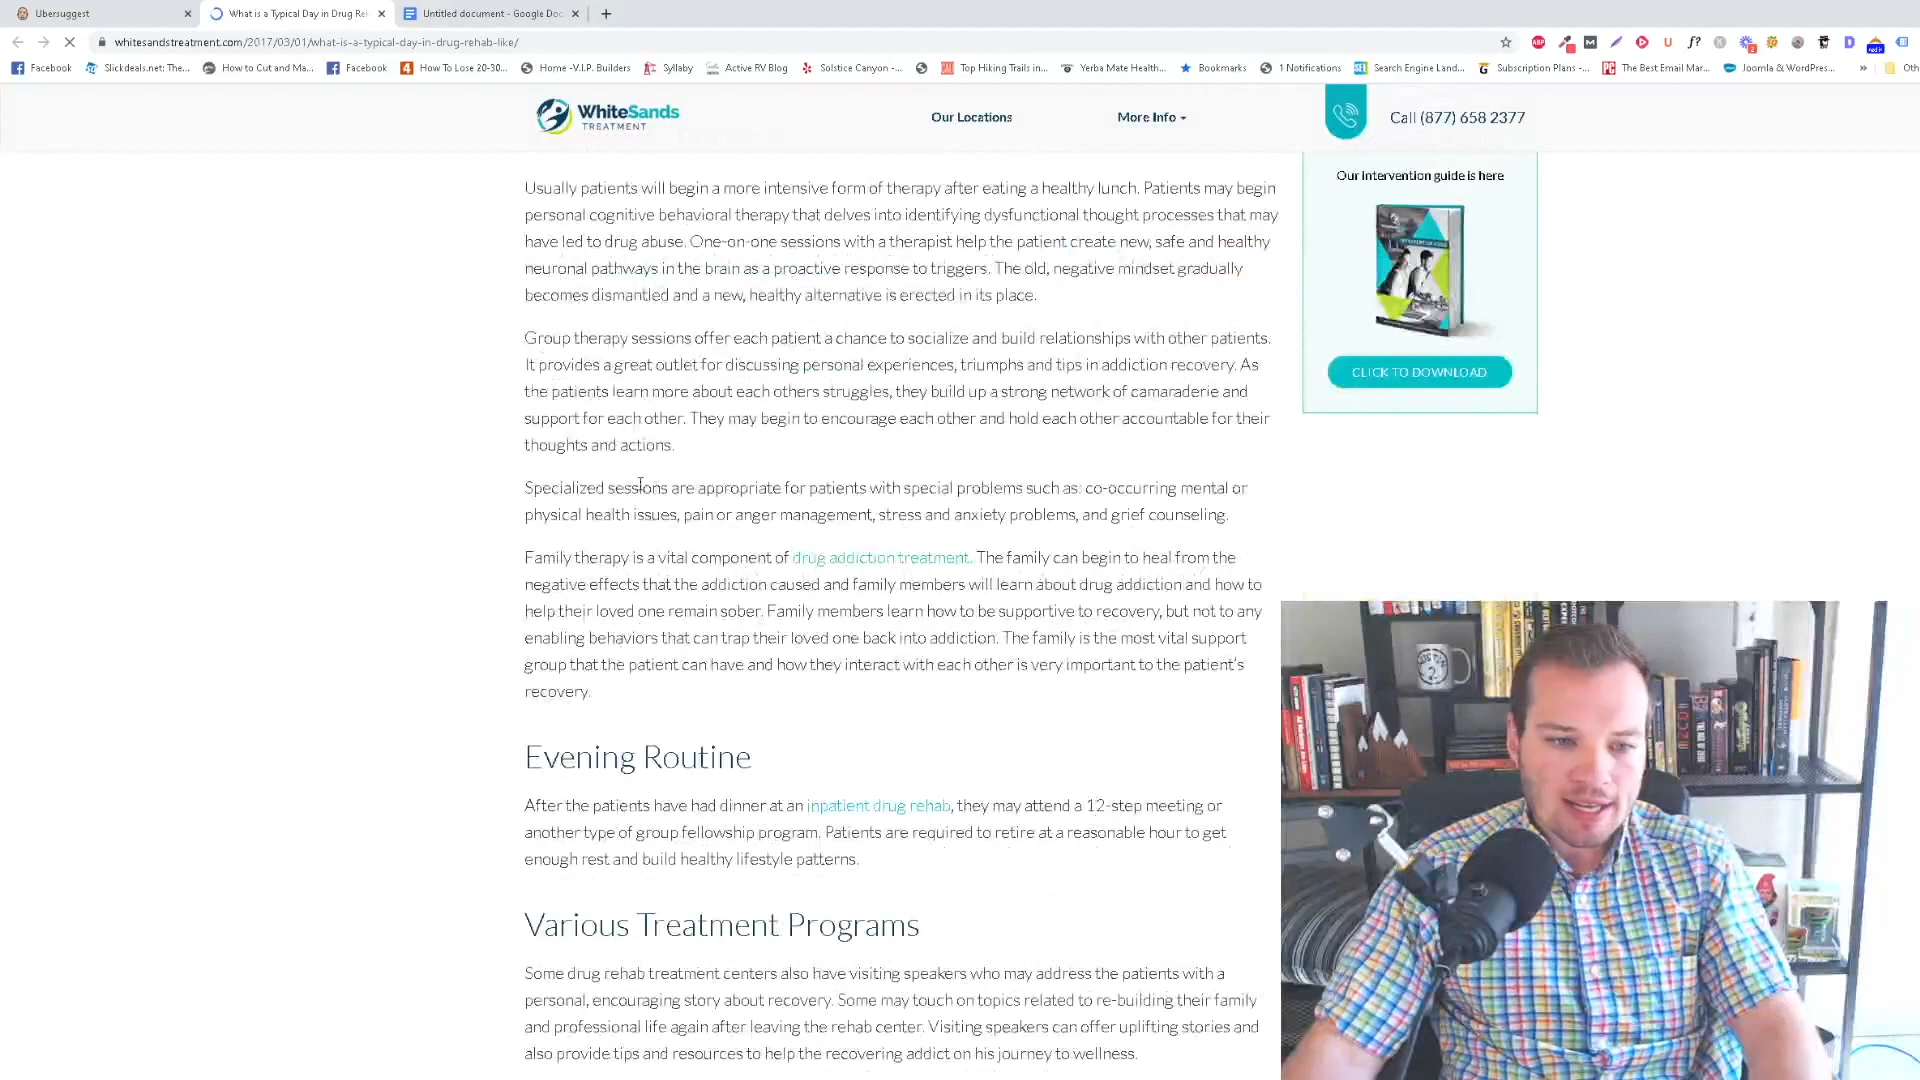 Ubersuggest
What is a Typical Day in Drug Reh
Untitled document - Google Doc
whitesandstreatment.com/2017/03/01/what-is-a-typical-day-in-drug-rehab-like/
Facebook
Slickdeals.net: The...
How to Cut and Ma...
Facebook
How To Lose 20-30...
Home -V.I.P. Builders
Syllaby
Active RV Blog
Solstice Canyon -...
Top Hiking Trails in...
Yerba Mate Health...
Bookmarks
1 Notifications
Search Engine Land...
Subscription Plans -...
The Best Email Mar...
Joomla & WordPres...
Oth
WhiteSands
TREATMENT
Our Locations
More Info
Call (877) 658 2377
Usually patients will begin a more intensive form of therapy after eating a healthy lunch. Patients may begin
personal cognitive behavioral therapy that delves into identifying dysfunctional thought processes that may
have led to drug abuse. One-on-one sessions with a therapist help the patient create new, safe and healthy
neuronal pathways in the brain as a proactive response to triggers. The old, negative mindset gradually
becomes dismantled and a new, healthy alternative is erected in its place.
Group therapy sessions offer each patient a chance to socialize and build relationships with other patients.
It provides a great outlet for discussing personal experiences, triumphs and tips in addiction recovery. As
the patients learn more about each others struggles, they build up a strong network of camaraderie and
support for each other. They may begin to encourage each other and hold each other accountable for their
thoughts and actions.
Specialized sessions are appropriate for patients with special problems such as: co-occurring mental or
physical health issues, pain or anger management, stress and anxiety problems, and grief counseling.
Family therapy is a vital component of drug addiction treatment. The family can begin to heal from the
negative effects that the addiction caused and family members will learn about drug addiction and how to
help their loved one remain sober. Family members learn how to be supportive to recovery, but not to any
enabling behaviors that can trap their loved one back into addiction. The family is the most vital support
group that the patient can have and how they interact with each other is very important to the patient's
recovery.
Evening Routine
After the patients have had dinner at an inpatient drug rehab, they may attend a 12-step meeting or
another type of group fellowship program. Patients are required to retire at a reasonable hour to get
enough rest and build healthy lifestyle patterns.
Various Treatment Programs
Some drug rehab treatment centers also have visiting speakers who may address the patients with a
personal, encouraging story about recovery. Some may touch on topics related to re-building their family
and professional life again after leaving the rehab center. Visiting speakers can offer uplifting stories and
also provide tips and resources to help the recovering addict on his journey to wellness.
Our intervention guide is here
CLICK TO DOWNLOAD